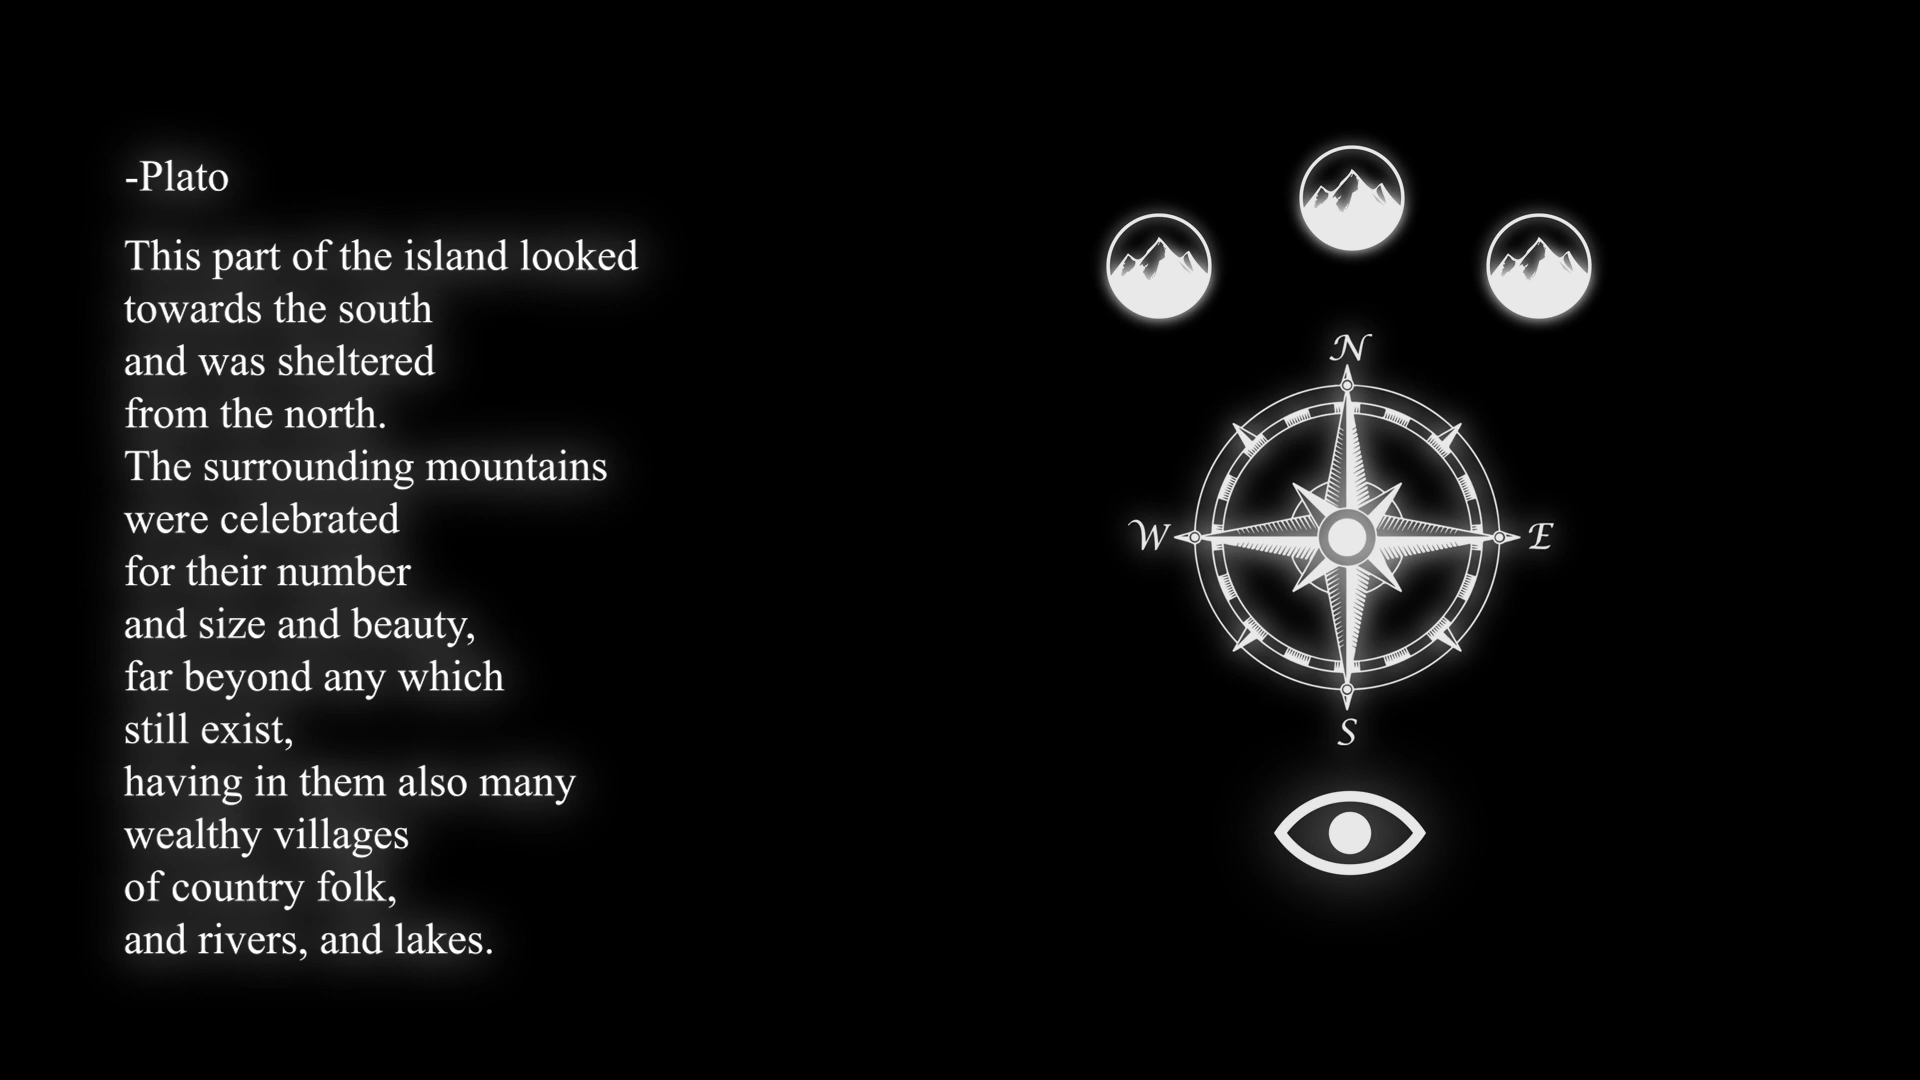 -Plato
This part of the island looked
towards the south
and was sheltered
from the north.
The surrounding mountains
were celebrated
for their number
and size and beauty,
far beyond any which
still exist,
having in them also many
wealthy villages
of country folk,
and rivers, and lakes.
N
W
E
S